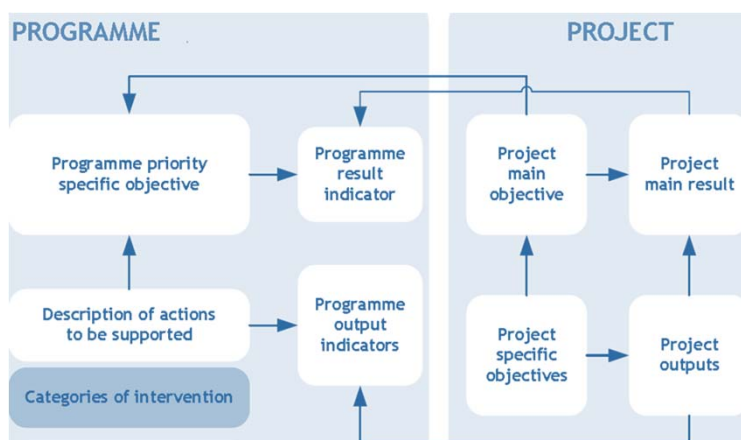 PROGRAMME
PROJECT
Programme priority
specific objective
Programme
result
indicator
Project
main
objective
Project
main result
Description of actions
to be supported
Programme
output
indicators
Project
specific
objectives
Project
outputs
Categories of intervention